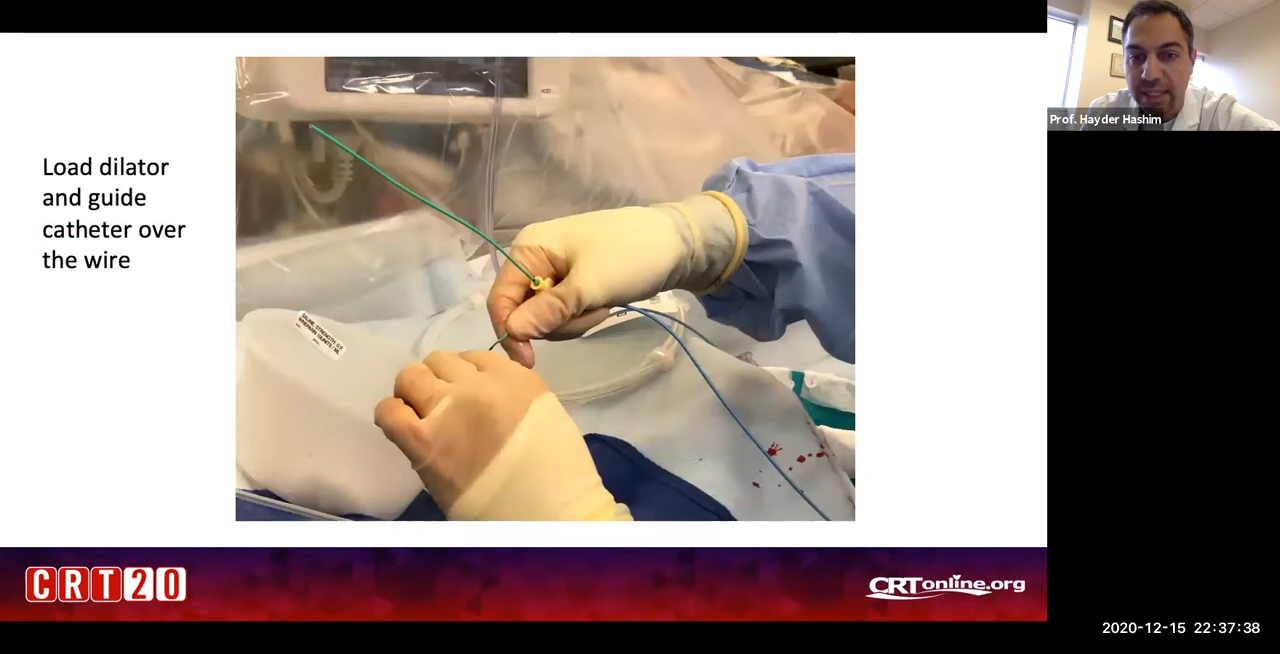 Load dilator
and guide
catheter over
the wire
Prof. Hayder Hashim
CRT20
CRTonline.org
2020-12-15 22:37:38